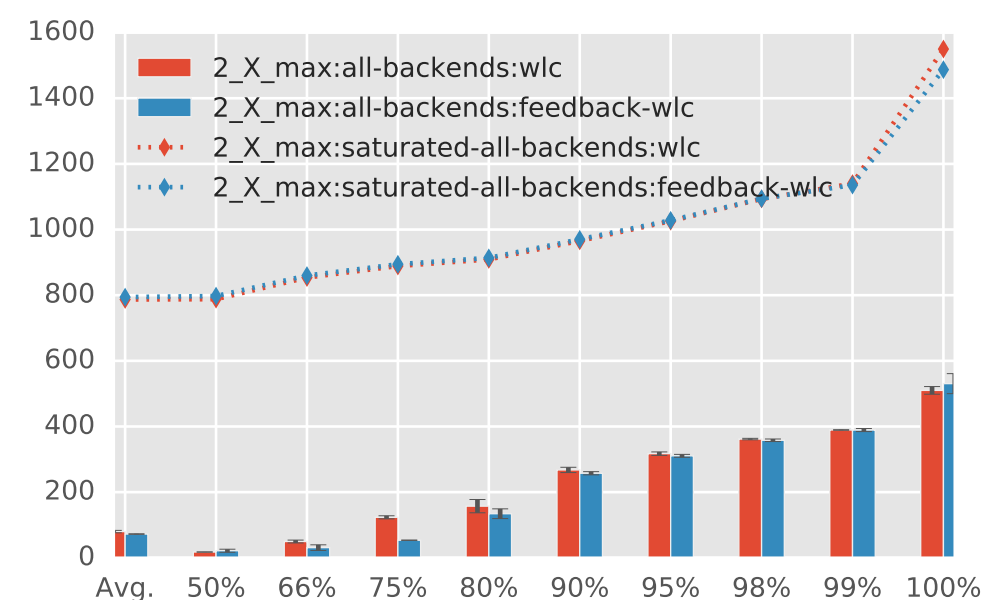 1600
1400
1200
1000
800
600
400
200
0
2_X_max:all-backends:wlc
2_X_max:all-backends:feedback-wlc
2_X_max:saturated-all-backends:wlc
2_X_max:saturated-all-backends:feedback-wlc
Avg. 50% 66% 75% 80% 90% 95% 98% 99% 100%